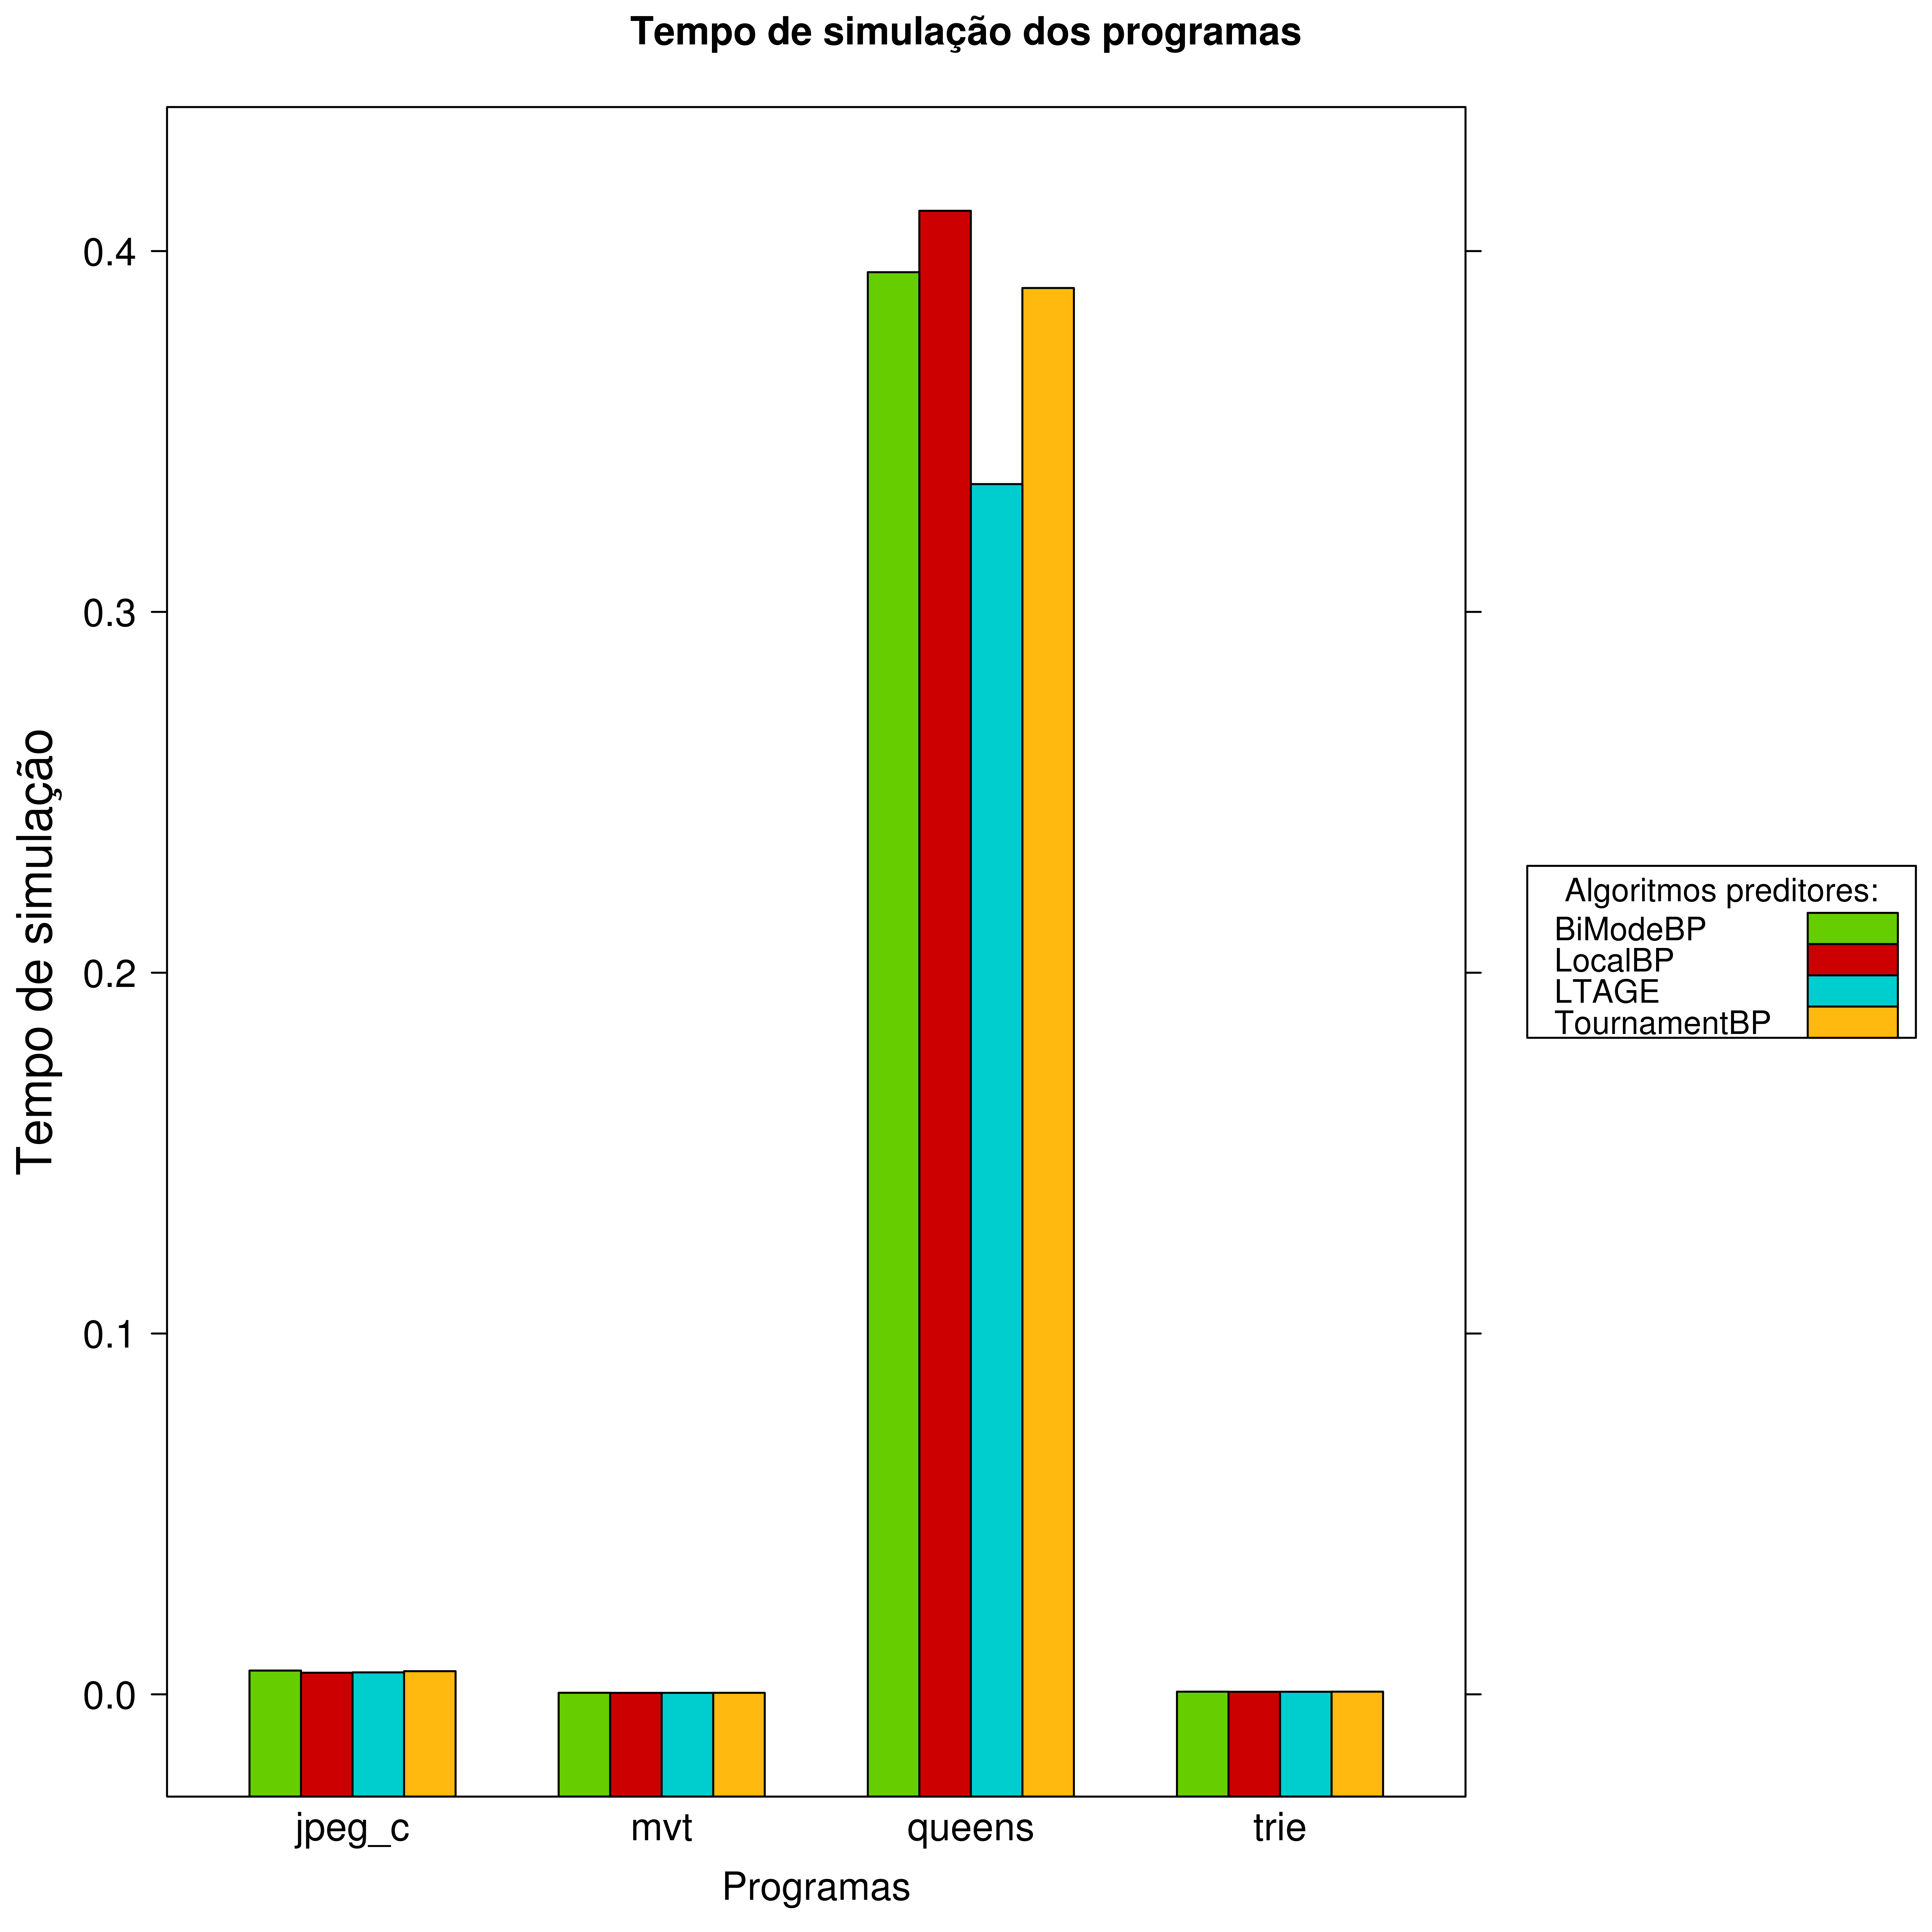 Tempo de simulação dos programas
Tempo de simulação
0.4
0.3
0.2
0.1
0.0
jpeg_c
mvt
queens
trie
Programas
Algoritmos preditores:
BiModeBP
LocalBP
LTAGE
TournamentBP